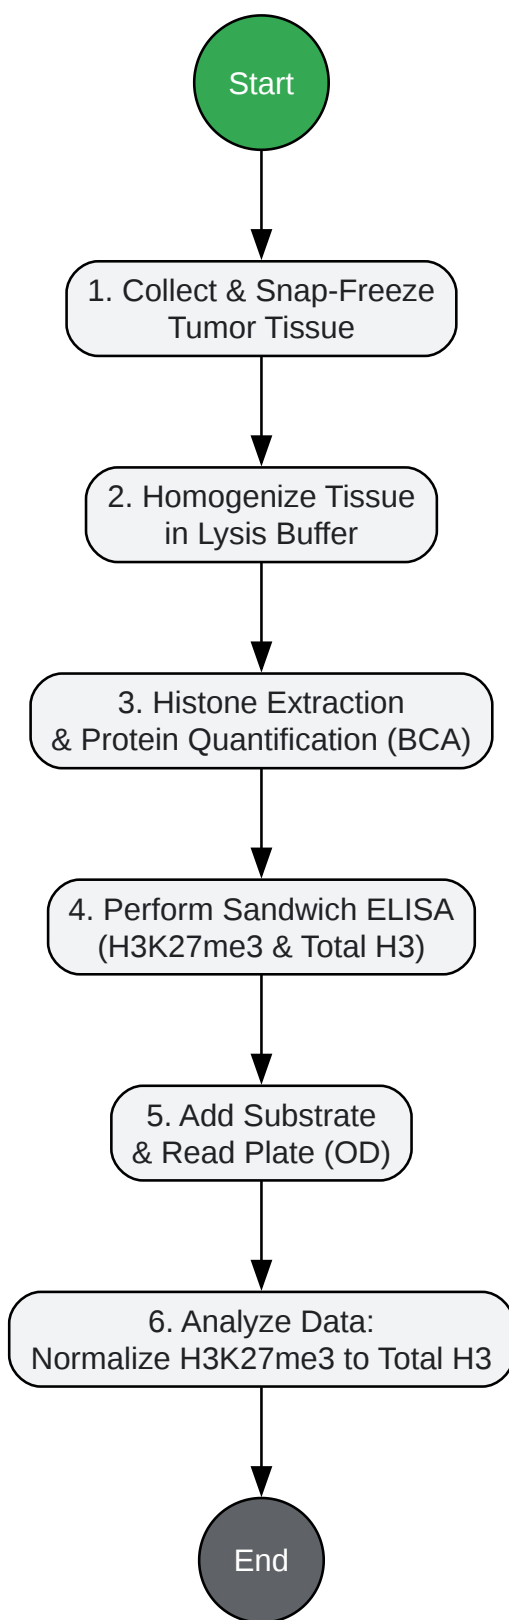 Start
1. Collect & Snap-Freeze
Tumor Tissue
2. Homogenize Tissue
in Lysis Buffer
3. Histone Extraction
& Protein Quantification (BCA)
4. Perform Sandwich ELISA
(H3K27me3 & Total H3)
5. Add Substrate
& Read Plate (OD)
6. Analyze Data:
Normalize H3K27me3 to Total H3
End